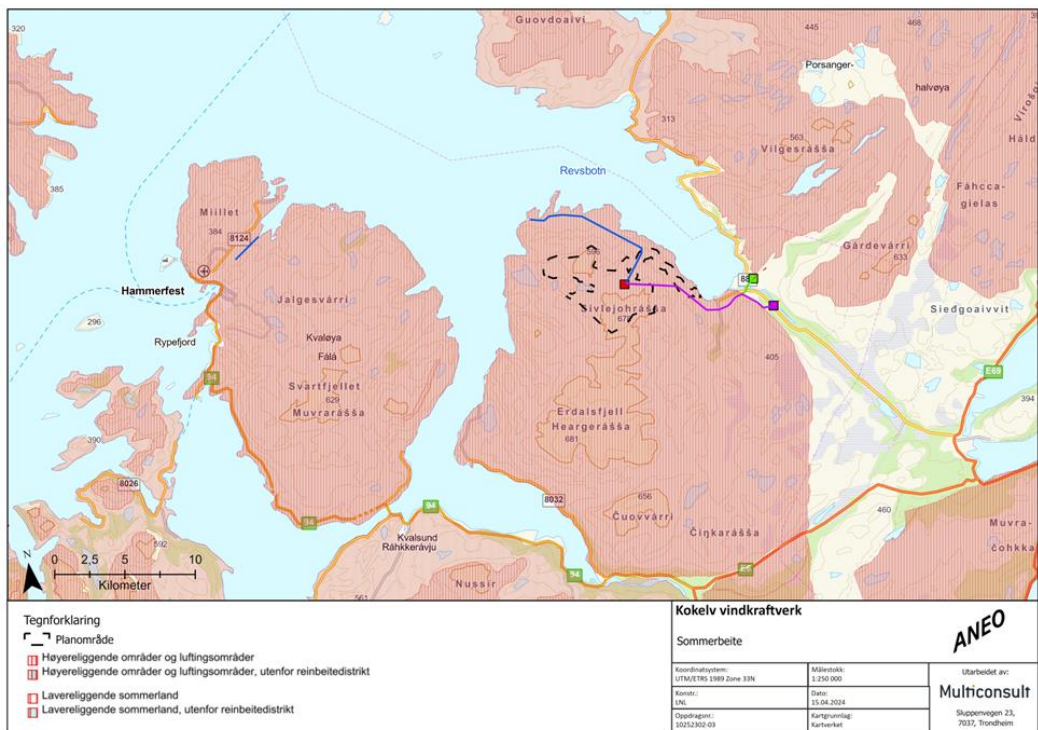 320
Guovdoaivi
445
468
Porsanger-
halvøya
313
563
Vilgesrášša
Háld
Fáhcca-
gielas
Revsbotn
385
Miillet
384
8124
Hammerfest
Gárdevárri
633
88
Sivlejohrášša
Siedgoaivvit
296
Jalgesvárri
Rypefjord
Kvaløya
Fálá
405
E69
94
Svartfjellet
629
Muvrarášša
394
Erdalsfjell
Heargerášša
681
390
8026
94
8032
656
Čuovvárri
Čiŋkarášša
460
94
Kvalsund
Ráhkkerávju
Muvra-
čohkka
592
N
0 2,5 5 10
Kilometer
94
Nussir
561
Tegnforklaring
Planområde
Høyereliggende områder og luftingsområder
Høyereliggende områder og luftingsområder, utenfor reinbeitedistrikt
Lavereliggende sommerland
Lavereliggende sommerland, utenfor reinbeitedistrikt
Kokelv vindkraftverk
Sommerbeite
ANEO
Koordinatsystem:
UTM/ETRS 1989 Zone 33N
Målestokk:
1:250 000
Konstr.:
LNL
Dato:
15.04.2024
Oppdragsnr.:
10252302-03
Kartgrunnlag:
Kartverket
Utarbeidet av:
Multiconsult
Sluppenvegen 23,
7037, Trondheim